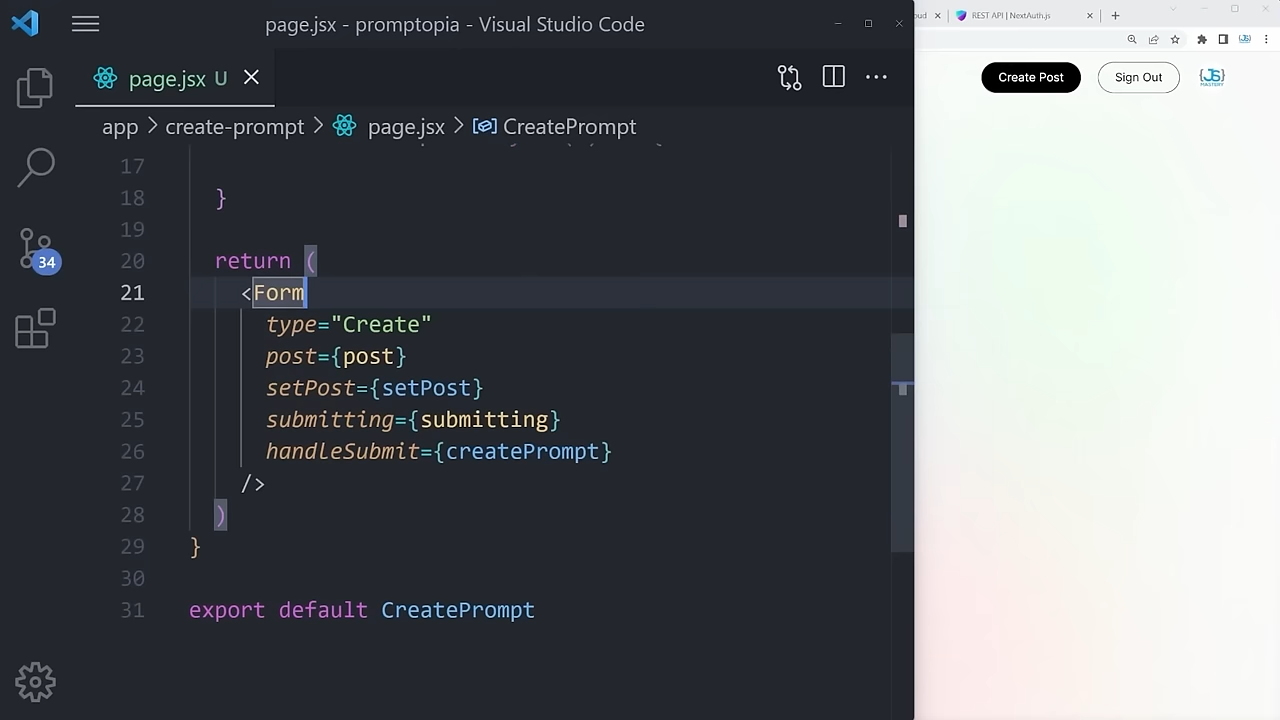 page.jsx - promptopia - Visual Studio Code
page.jsx U
app > create-prompt > page.jsx > CreatePrompt
17
18 }
19
20 return (
21 <Form
22 type="Create"
23 post={post}
24 setPost={setPost}
25 submitting={submitting}
26 handleSubmit={createPrompt}
27 />
28 )
29 }
30
31 export default CreatePrompt
34
REST API | NextAuth.js
Create Post
Sign Out
JS
MASTERY